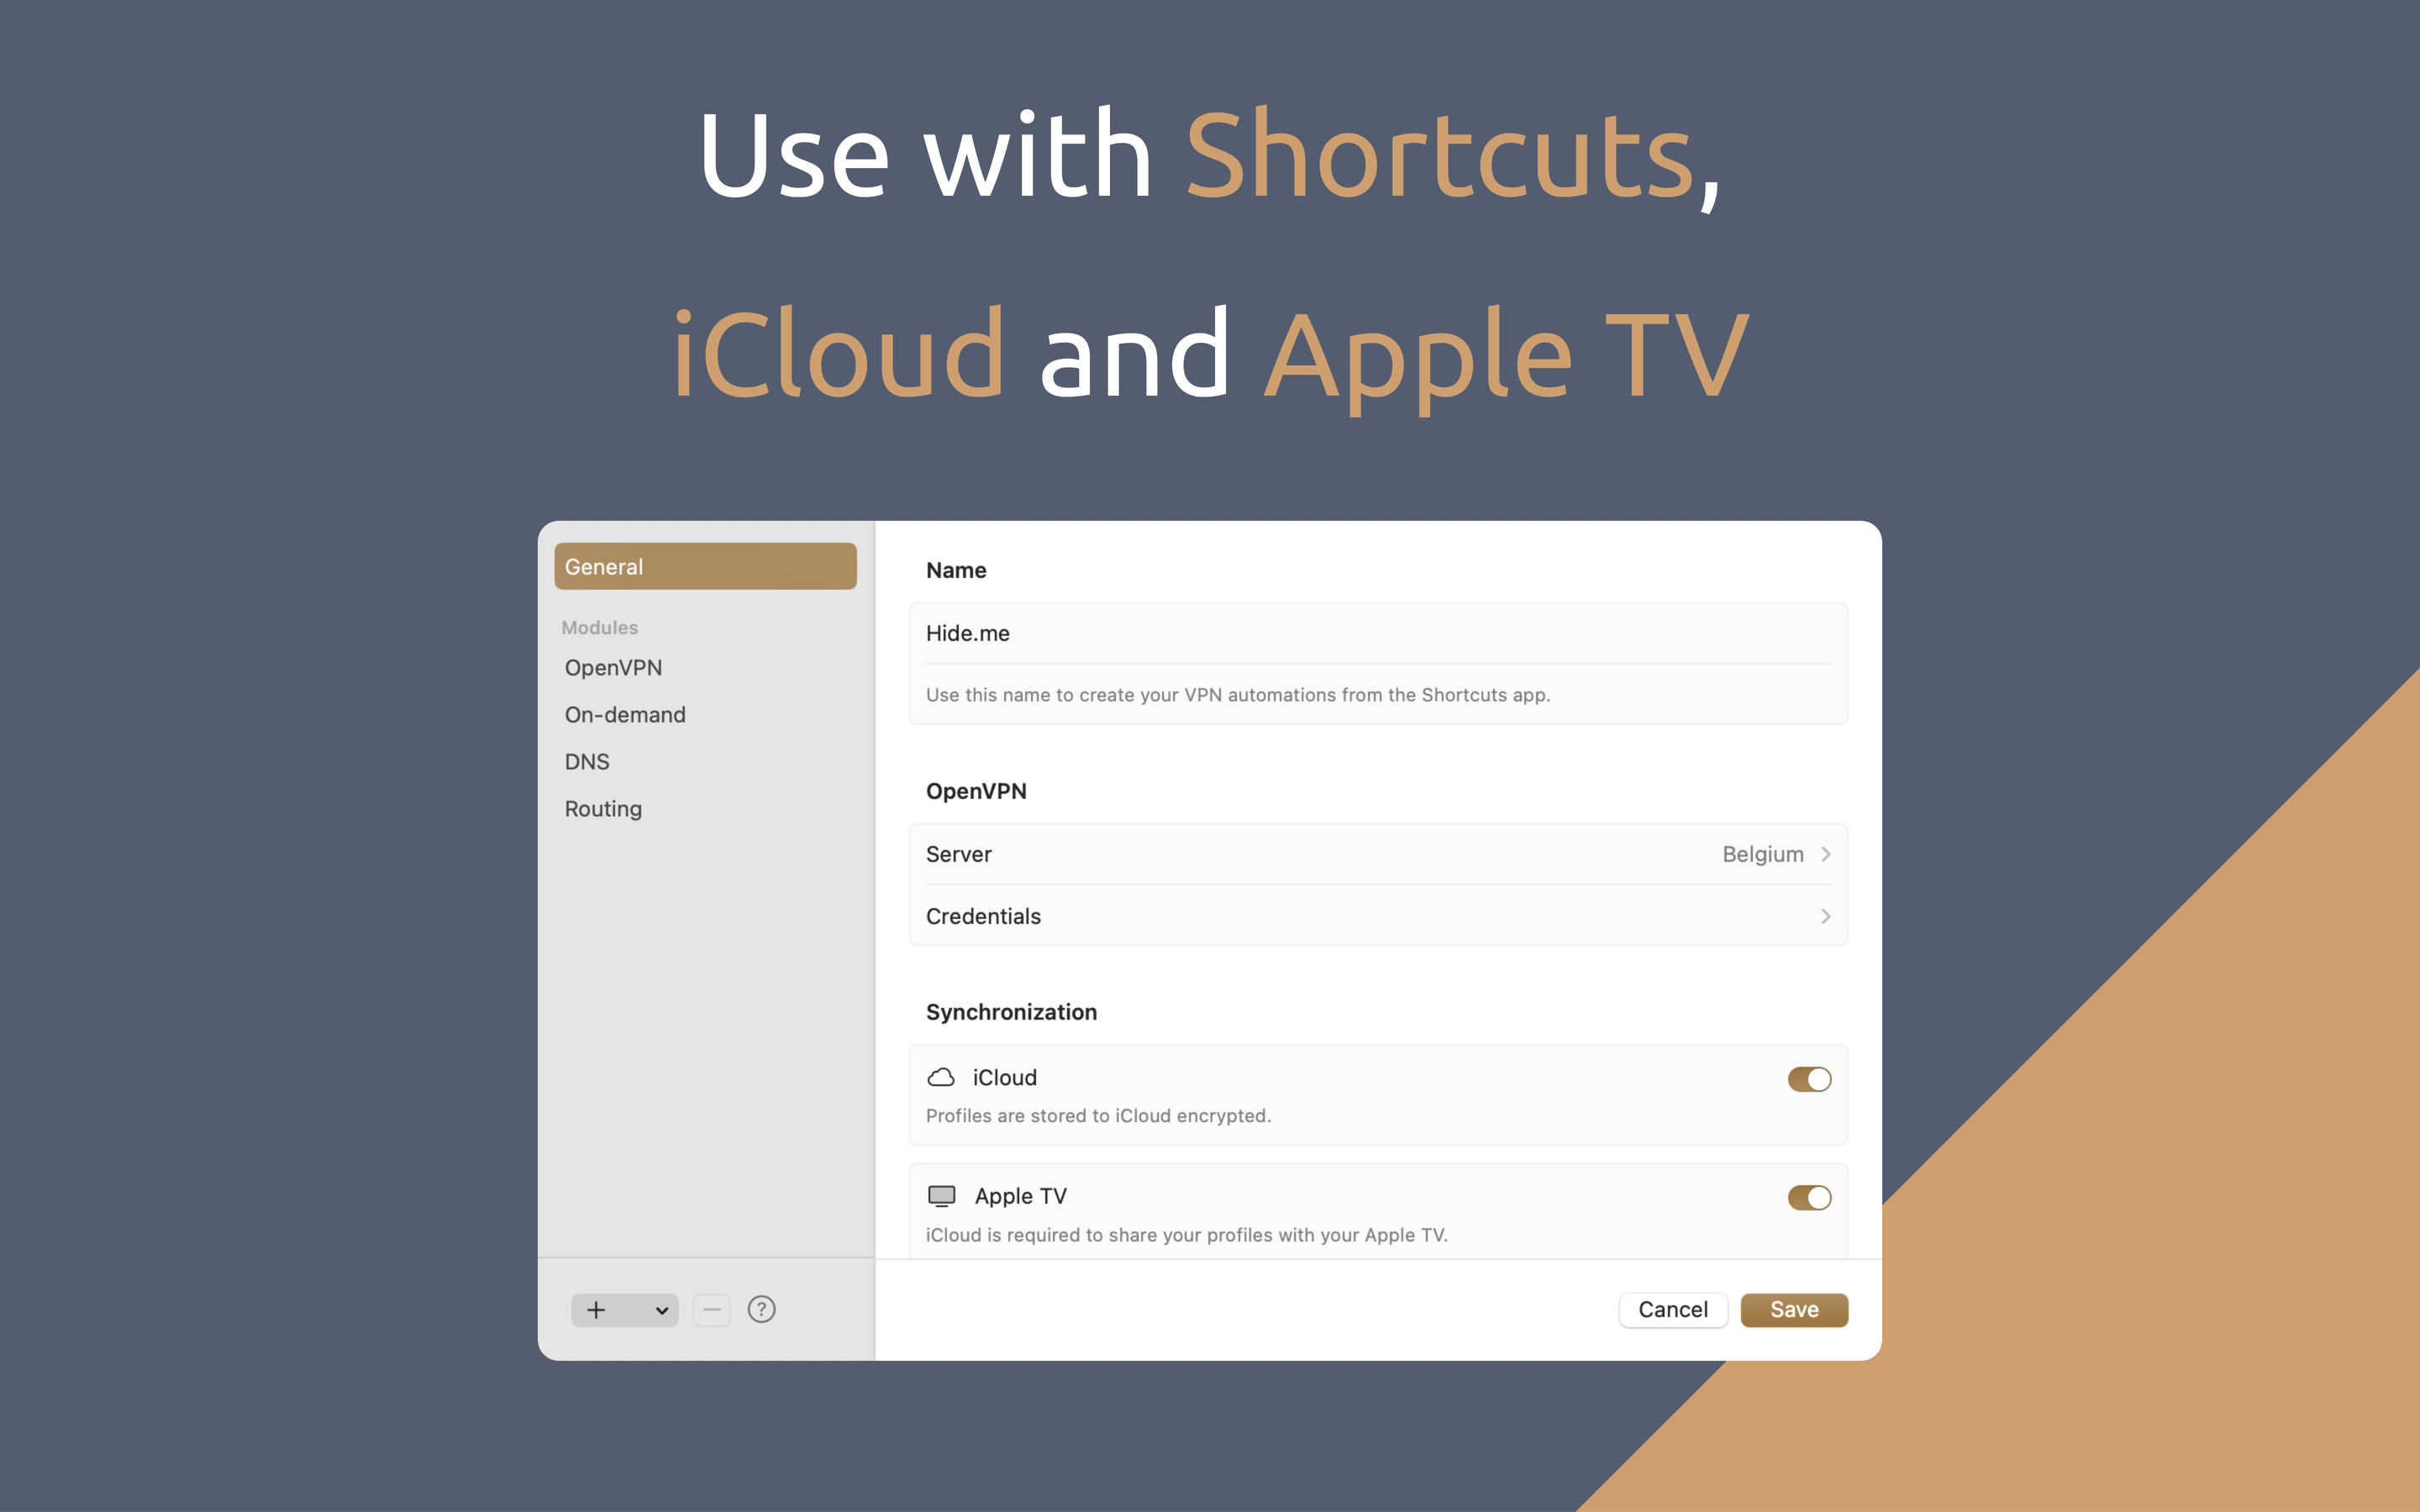 Use with Shortcuts,
iCloud and Apple TV
General
Modules
OpenVPN
On-demand
DNS
Routing
Name
Hide.me
Use this name to create your VPN automations from the Shortcuts app.
OpenVPN
Server Belgium
Credentials
Synchronization
iCloud
Profiles are stored to iCloud encrypted.
Apple TV
iCloud is required to share your profiles with your Apple TV.
Cancel Save